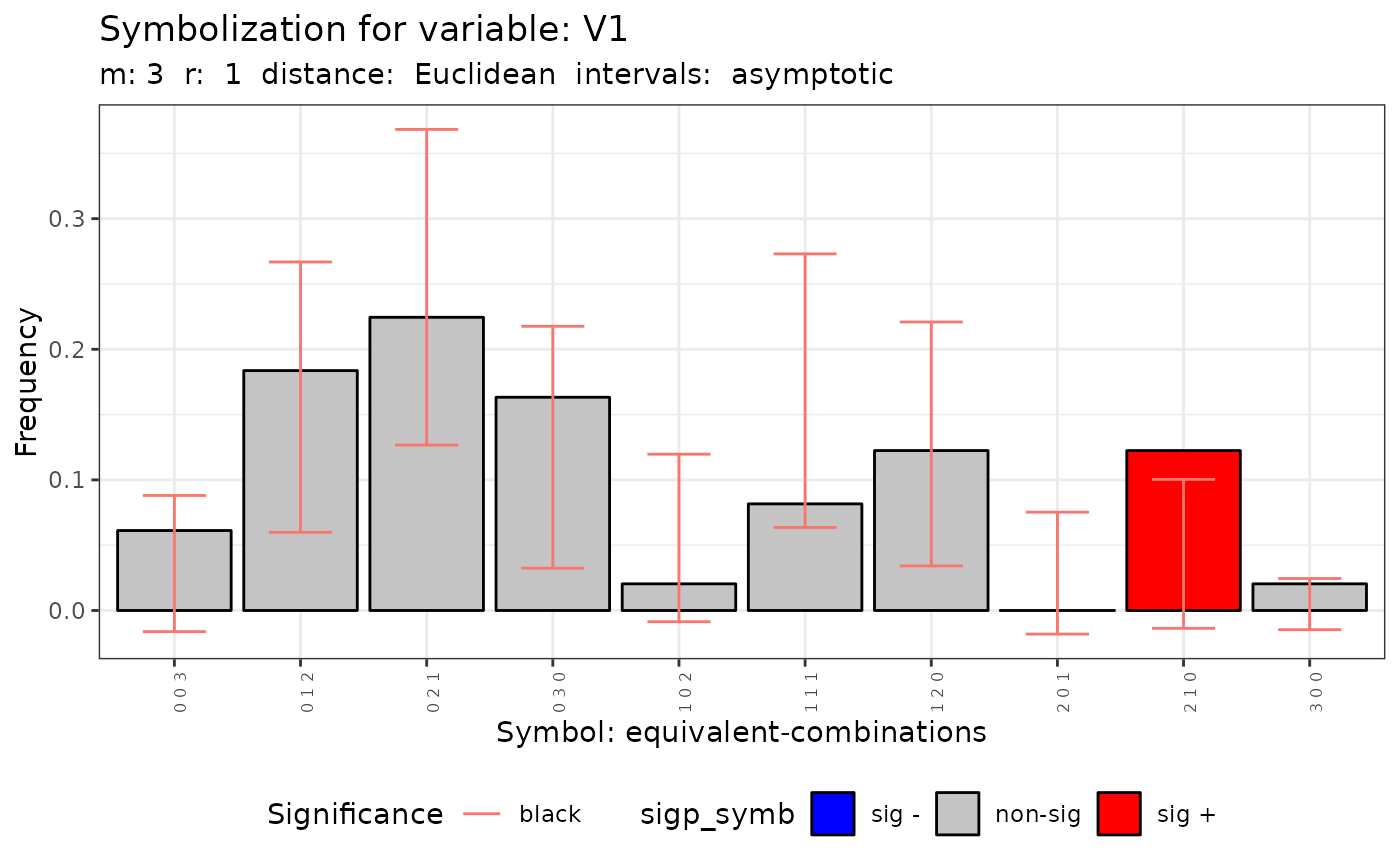 Symbolization for variable: V1
m: 3  r:  1  distance:  Euclidean  intervals:  asymptotic
Frequency
0.3
0.2
0.1
0.0
0 0 3
0 1 2
0 2 1
0 3 0
1 0 2
1 1 1
1 2 0
2 0 1
2 1 0
3 0 0
Symbol: equivalent-combinations
Significance black sigp_symb sig - non-sig sig +